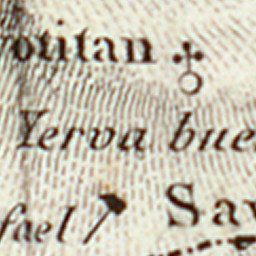 otitan
Yerva bue
fael
Sa